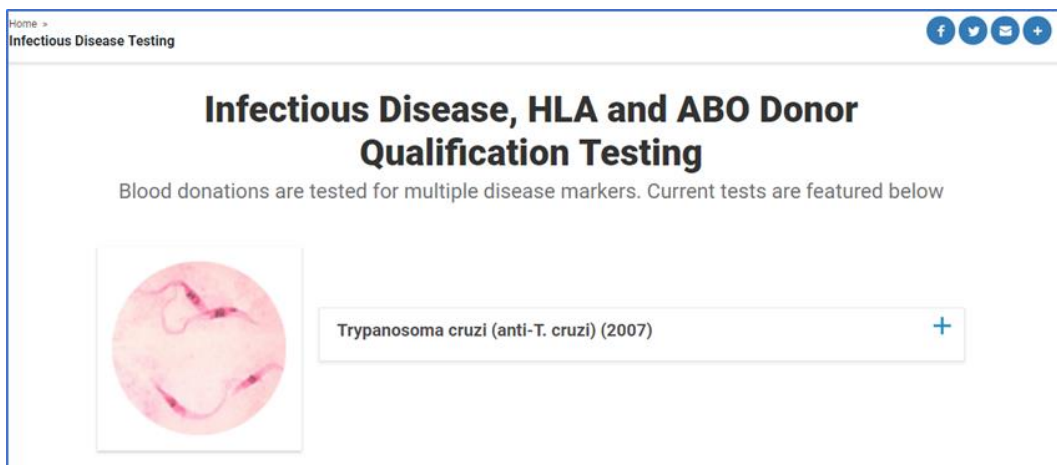 Home »
Infectious Disease Testing
Infectious Disease, HLA and ABO Donor
Qualification Testing
Blood donations are tested for multiple disease markers. Current tests are featured below
Trypanosoma cruzi (anti-T. cruzi) (2007)